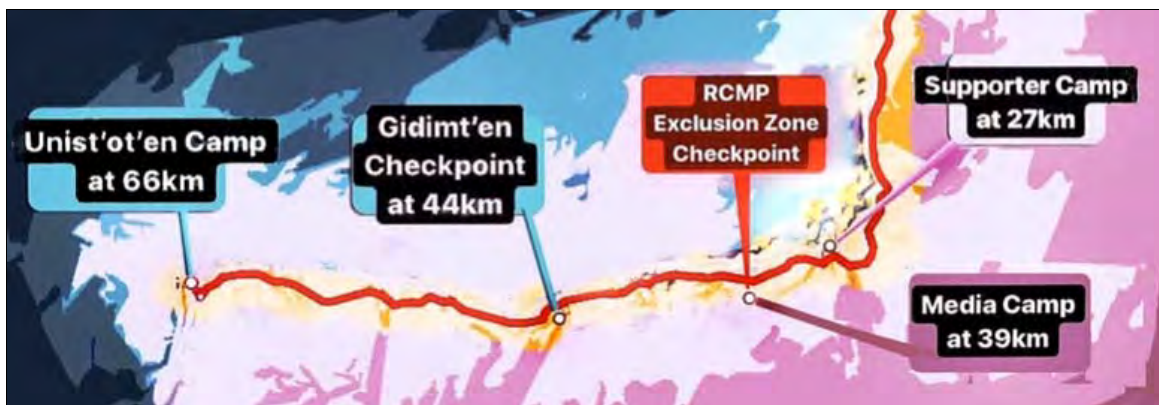 Unist'ot'en Camp
at 66km
Gidimt'en
Checkpoint
at 44km
RCMP
Exclusion Zone
Checkpoint
Supporter Camp
at 27km
Media Camp
at 39km